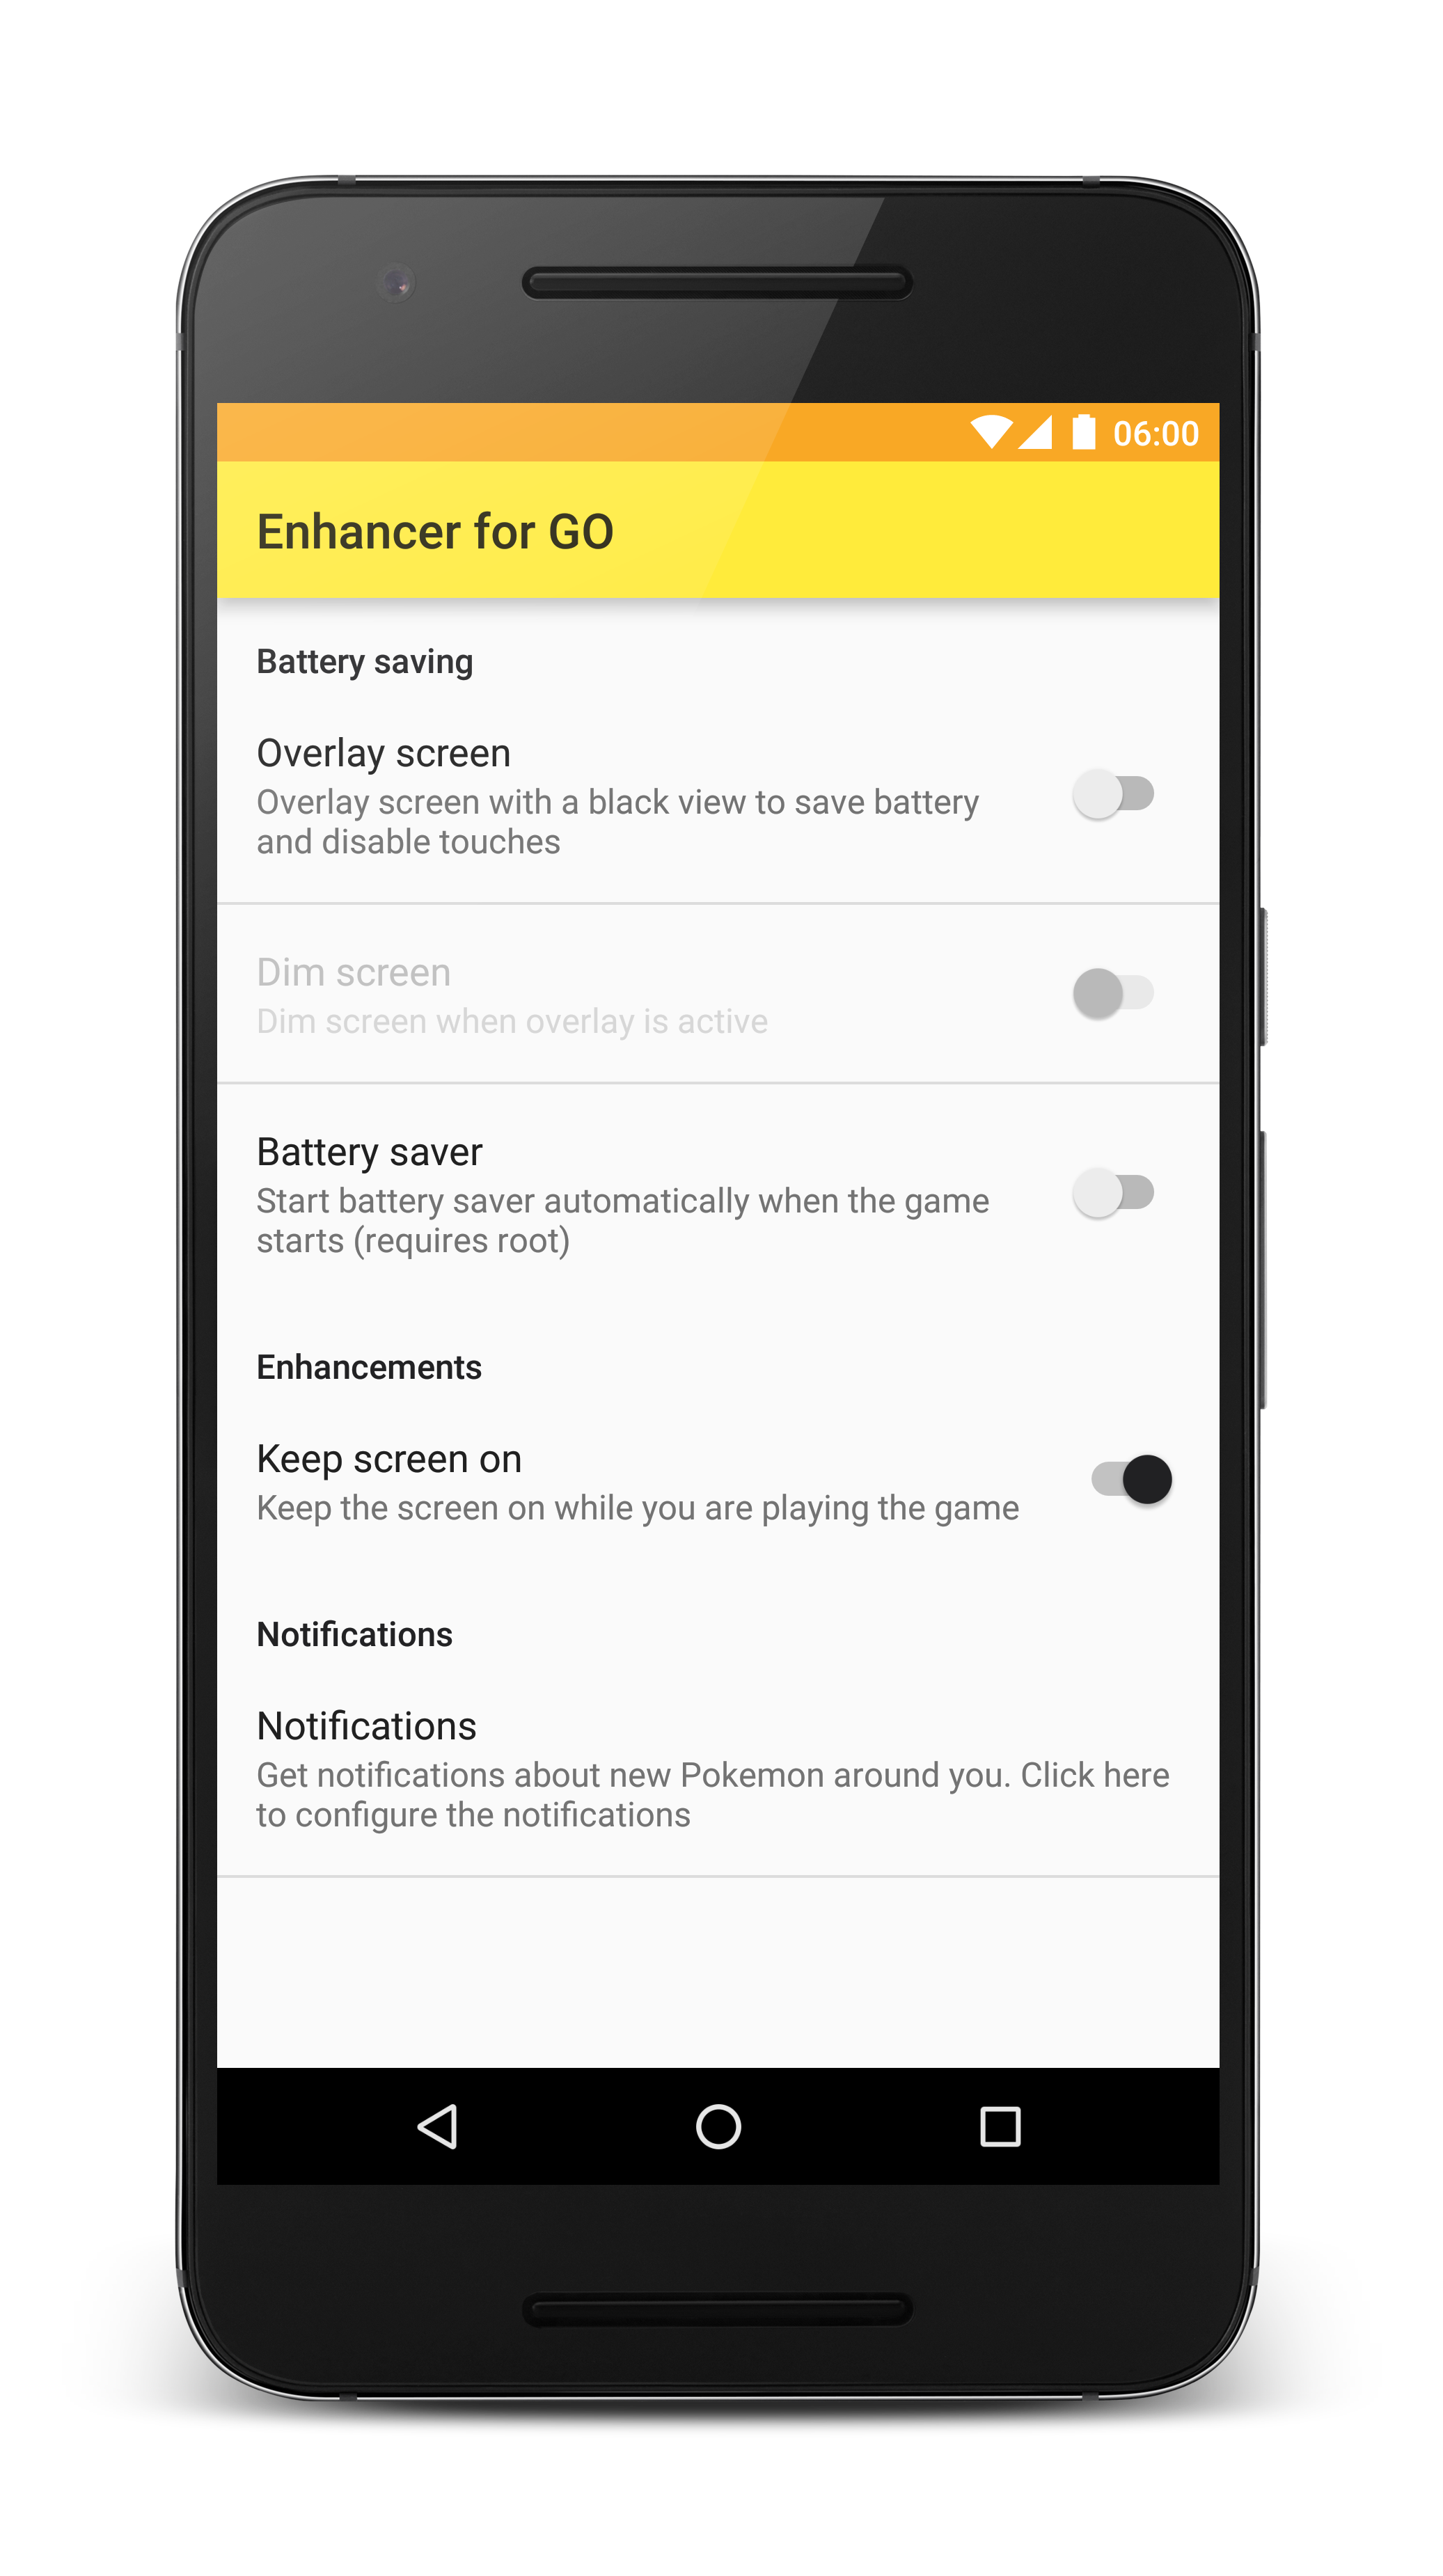 06:00
Enhancer for GO
Battery saving
Overlay screen
Overlay screen with a black view to save battery
and disable touches
Dim screen
Dim screen when overlay is active
Battery saver
Start battery saver automatically when the game
starts (requires root)
Enhancements
Keep screen on
Keep the screen on while you are playing the game
Notifications
Notifications
Get notifications about new Pokemon around you. Click here
to configure the notifications